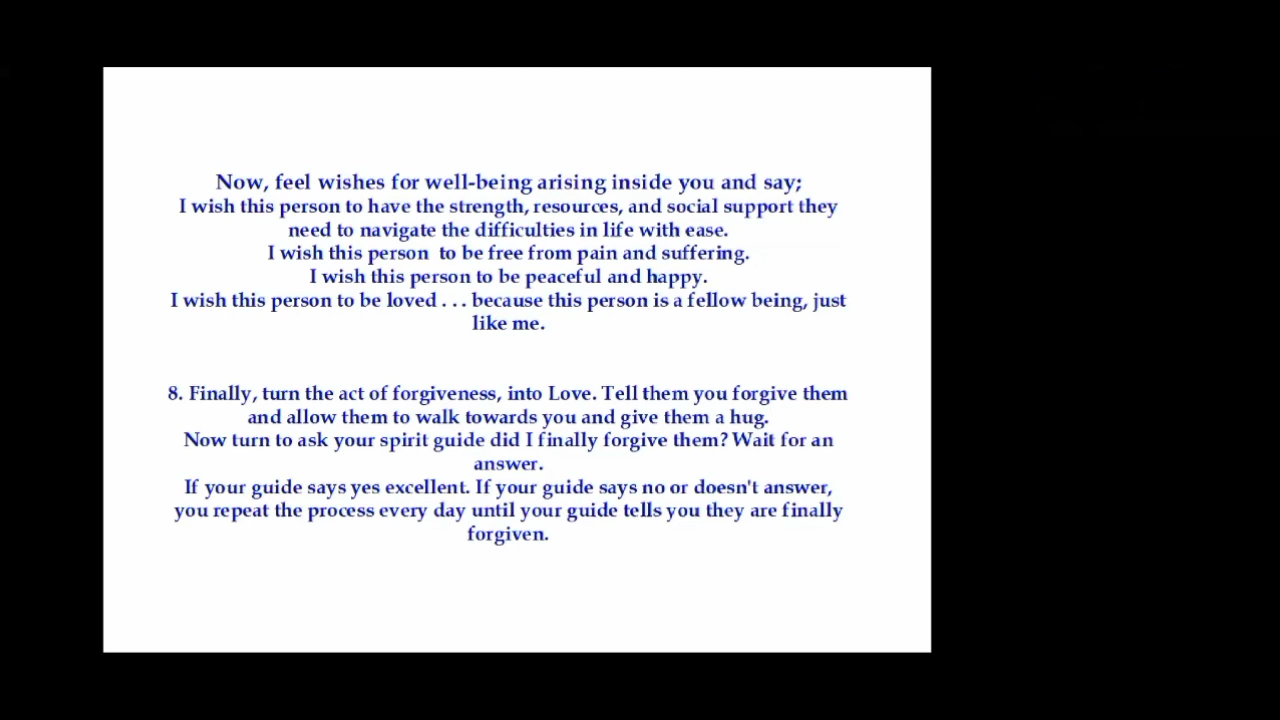 Now, feel wishes for well-being arising inside you and say;
I wish this person to have the strength, resources, and social support they
need to navigate the difficulties in life with ease.
I wish this person  to be free from pain and suffering.
I wish this person to be peaceful and happy.
I wish this person to be loved . . . because this person is a fellow being, just
like me.
8. Finally, turn the act of forgiveness, into Love. Tell them you forgive them
and allow them to walk towards you and give them a hug.
Now turn to ask your spirit guide did I finally forgive them? Wait for an
answer.
If your guide says yes excellent. If your guide says no or doesn't answer,
you repeat the process every day until your guide tells you they are finally
forgiven.